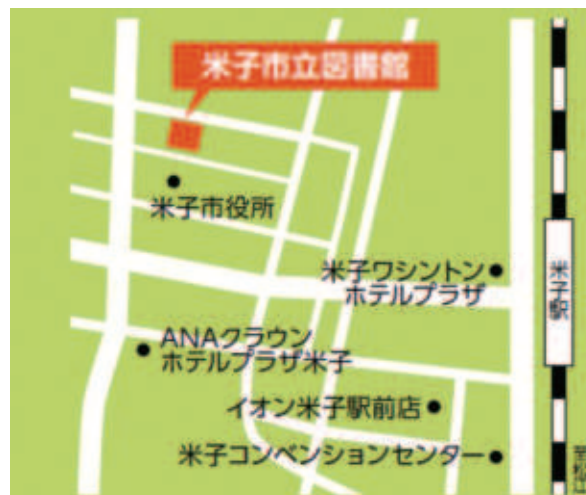 米子市立図書館
米子市役所
米子ワシントン
ホテルプラザ
米子駅
ANAクラウン
ホテルプラザ米子
イオン米子駅前店
米子コンベンションセンター